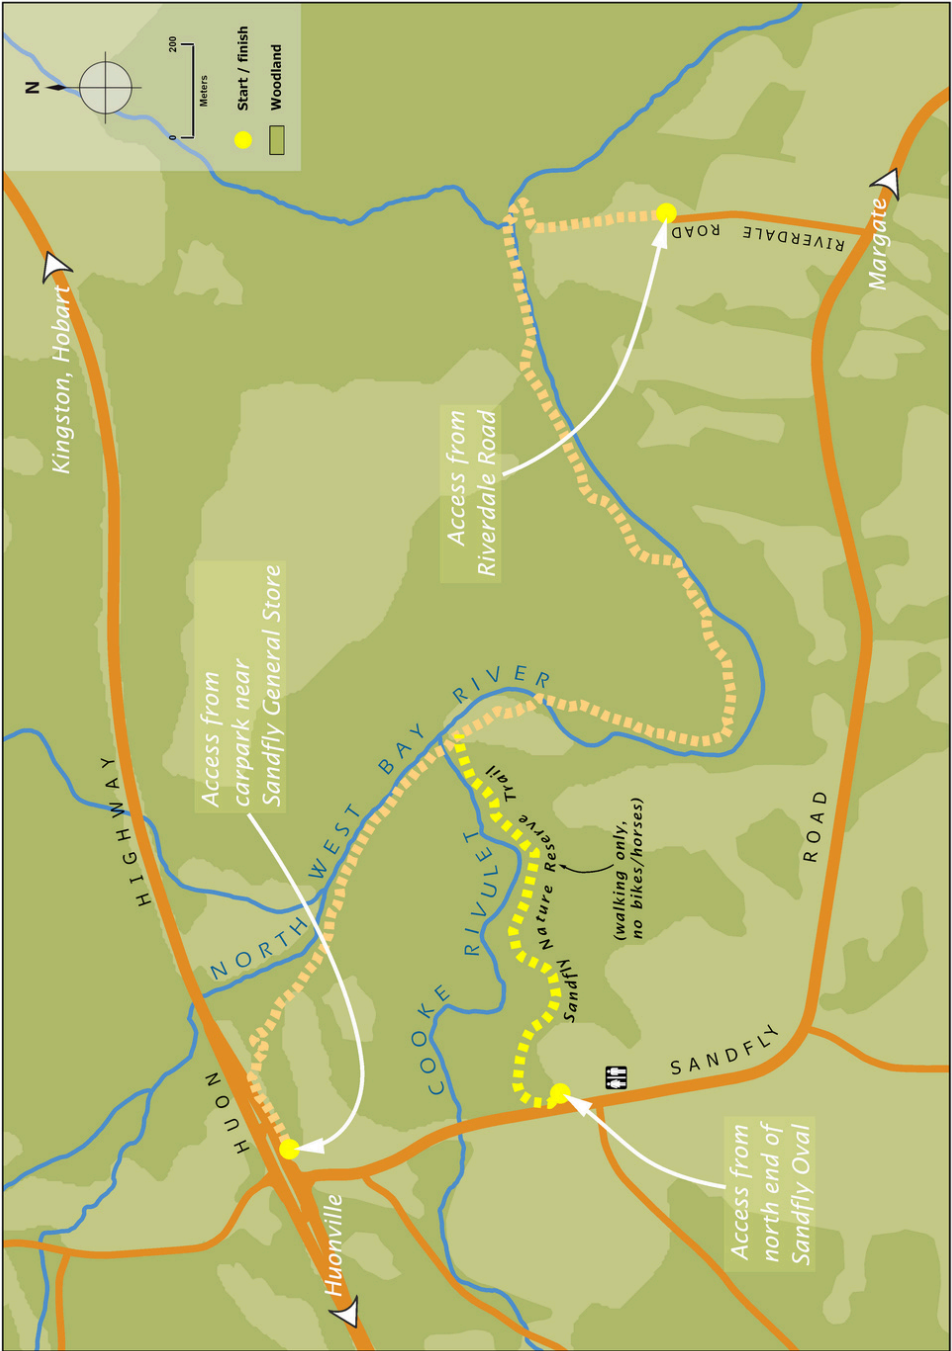 N
0
200
Meters
Start / finish
Woodland
Kingston, Hobart
HIGHWAY
HUON
Huonville
Access from
carpark near
Sandfly General Store
NORTH WEST BAY RIVER
Access from
Riverdale Road
COOKE RIVULET
Sandfly Nature Reserve Trail
(walking only,
no bikes/horses)
RIVERDALE ROAD
Margate
SANDFLY ROAD
Access from
north end of
Sandfly Oval